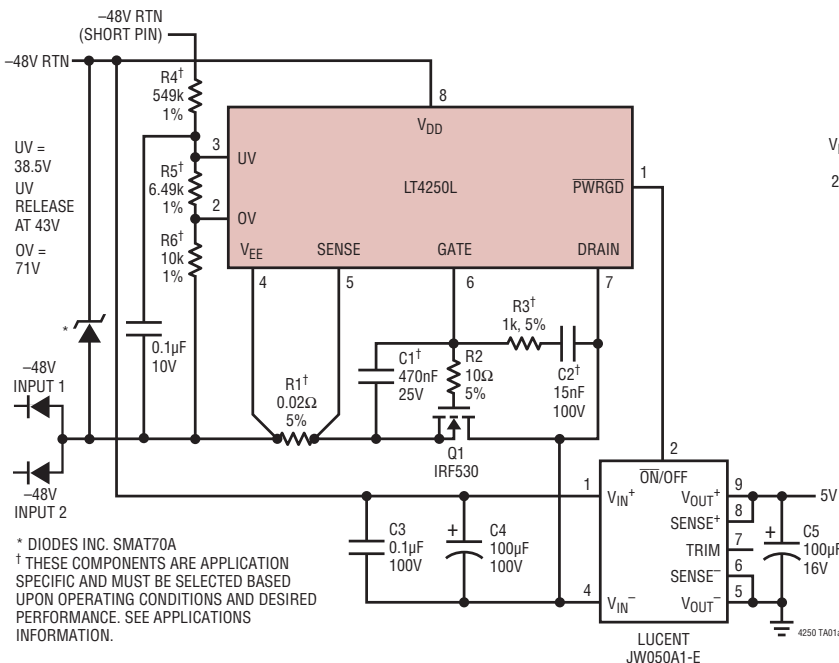 –48V RTN
(SHORT PIN)
–48V RTN
R4†
549k
1%
8
VDD
UV =
38.5V
UV
RELEASE
AT 43V
OV =
71V
3
UV
R5†
6.49k
1%
2
OV
R6†
10k
1%
LT4250L
PWRGD
1
VEE
SENSE
GATE
DRAIN
4
5
6
7
*
0.1µF
10V
–48V
INPUT 1
–48V
INPUT 2
R1†
0.02Ω
5%
C1†
470nF
25V
R2
10Ω
5%
R3†
1k, 5%
C2†
15nF
100V
Q1
IRF530
2
ON/OFF
1
VIN+
VOUT+
9
5V
SENSE+
8
TRIM
7
SENSE–
6
4
VIN–
VOUT–
5
C3
0.1µF
100V
+
C4
100µF
100V
+
C5
100µF
16V
LUCENT
JW050A1-E
* DIODES INC. SMAT70A
† THESE COMPONENTS ARE APPLICATION
SPECIFIC AND MUST BE SELECTED BASED
UPON OPERATING CONDITIONS AND DESIRED
PERFORMANCE. SEE APPLICATIONS
INFORMATION.
2